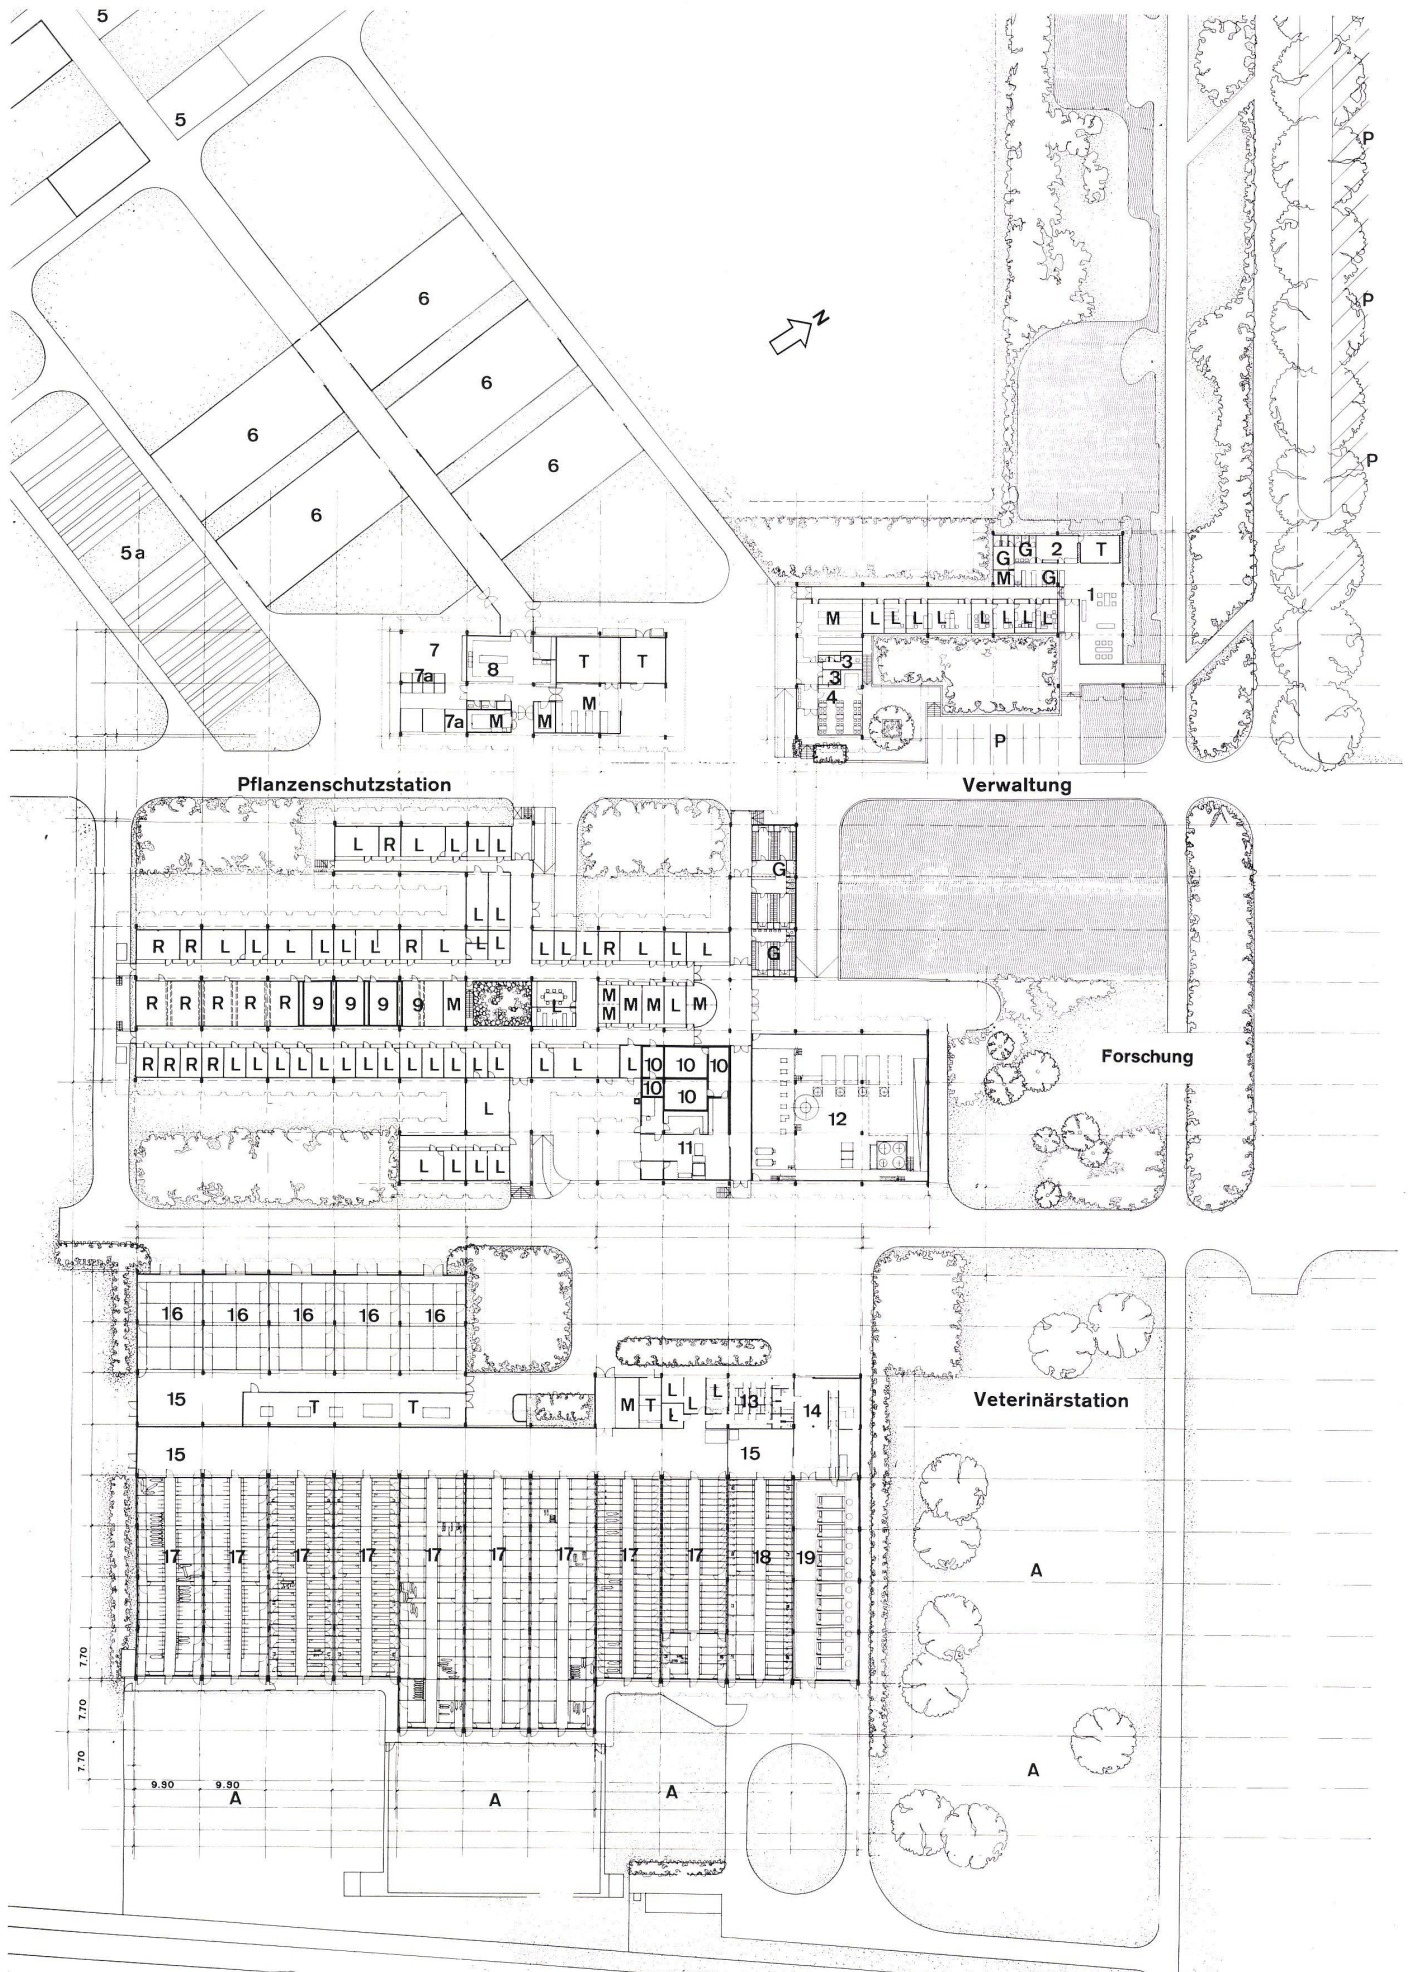 5
5
P
6
P
N
6
6
6
P
6
5a
G G 2 T
G
M G
1
M L L L L L L L L
7
8 T T
3
7a
3
4
M
7a M M
P
Pflanzenschutzstation
Verwaltung
L R L L L L
G
L L
R R L L L L L L R L L L
L L L R L L L
G
R R R R R 9 9 9 9 M
L
M
M
M M L M
Forschung
R R R R L L L L L L L L L L L L L
L L L 10 10 10
10
10
L
12
11
L L L L
16 16 16 16 16
L L
15
T T
M T
L
L
13
14
Veterinärstation
15
15
17 17 17 17 17 17 17 17 17 18 19
A
7.70
7.70
7.70
9.90 9.90
A
A
A
A